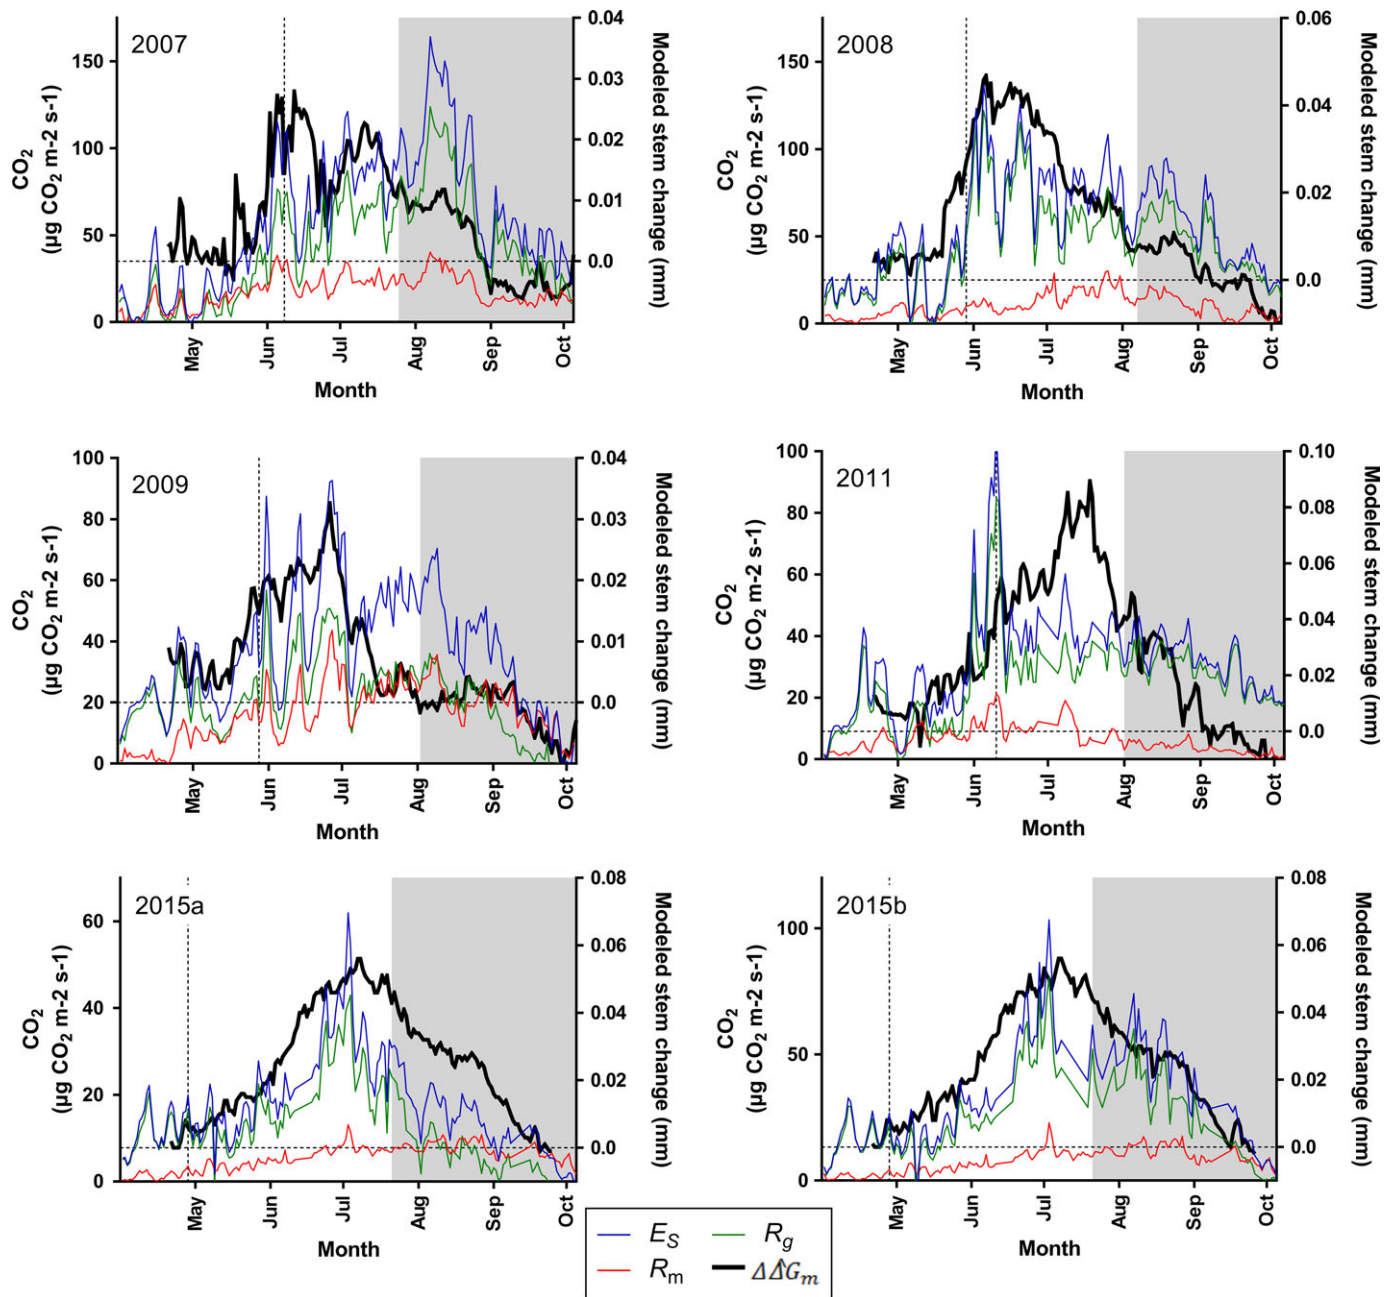 2007
CO2
(µg CO2 m-2 s-1)
150
100
50
0
0.04
0.03
0.02
0.01
0.0
Modeled stem change (mm)
May
Jun
Jul
Aug
Sep
Oct
Month
2008
CO2
(µg CO2 m-2 s-1)
150
100
50
0
0.06
0.04
0.02
0.0
Modeled stem change (mm)
May
Jun
Jul
Aug
Sep
Oct
Month
2009
CO2
(µg CO2 m-2 s-1)
100
80
60
40
20
0
0.04
0.03
0.02
0.01
0.0
Modeled stem change (mm)
May
Jun
Jul
Aug
Sep
Oct
Month
2011
CO2
(µg CO2 m-2 s-1)
100
80
60
40
20
0
0.10
0.08
0.06
0.04
0.02
0.0
Modeled stem change (mm)
May
Jun
Jul
Aug
Sep
Oct
Month
2015a
CO2
(µg CO2 m-2 s-1)
60
40
20
0
0.08
0.06
0.04
0.02
0.0
Modeled stem change (mm)
May
Jun
Jul
Aug
Sep
Oct
Month
2015b
CO2
(µg CO2 m-2 s-1)
100
50
0
0.08
0.06
0.04
0.02
0.0
Modeled stem change (mm)
May
Jun
Jul
Aug
Sep
Oct
Month
ES
Rg
Rm
ΔΔ̂Gm